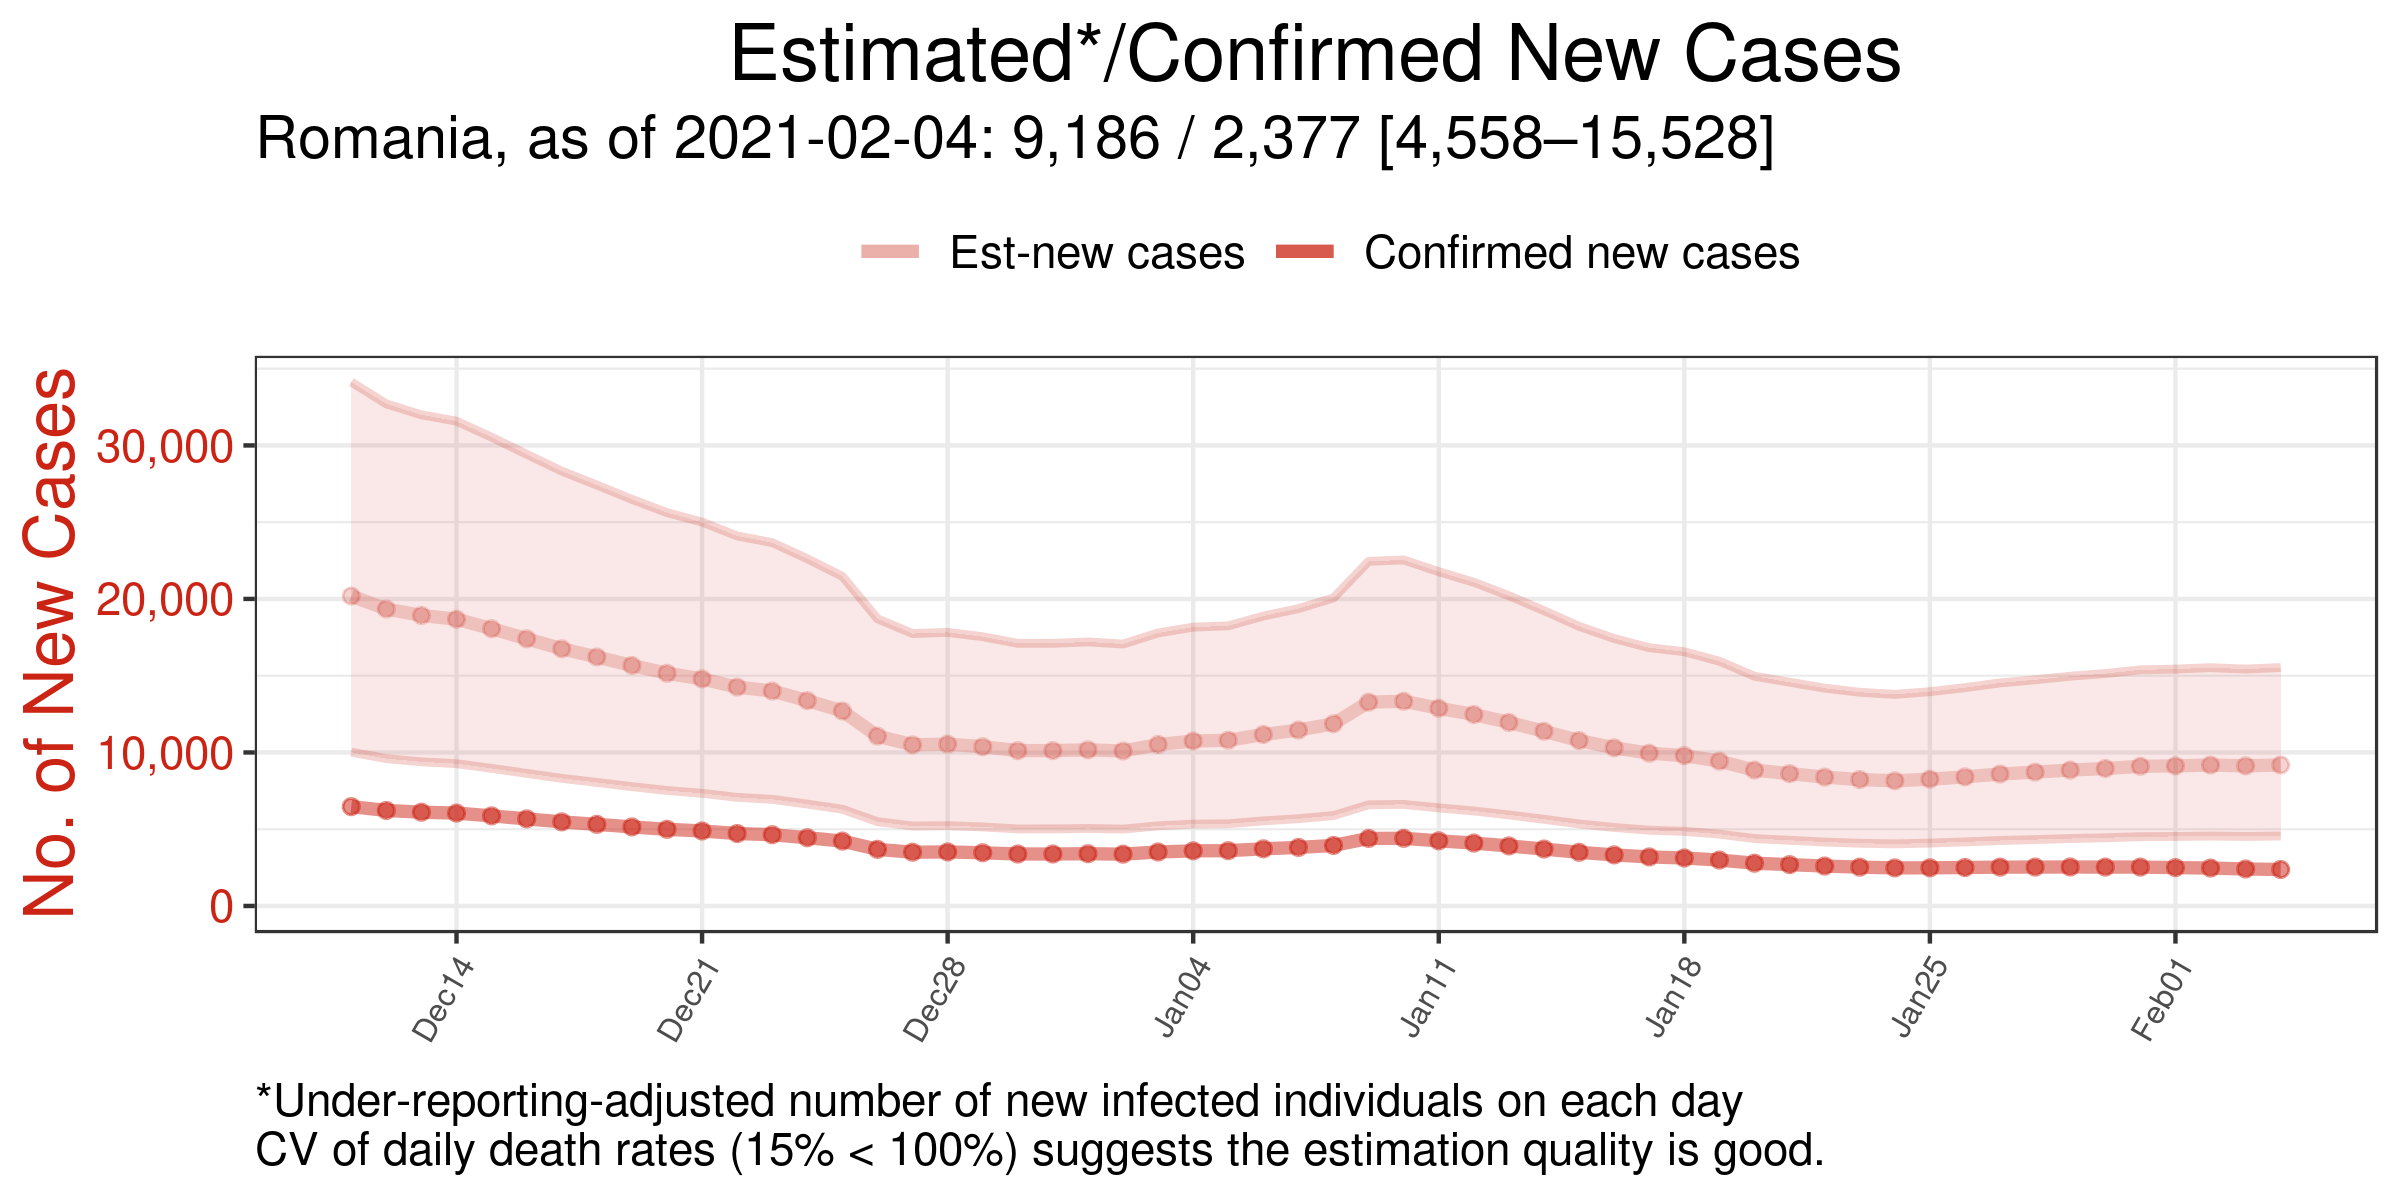 Estimated*/Confirmed New Cases
Romania, as of 2021-02-04: 9,186 / 2,377 [4,558–15,528]
Est-new cases
Confirmed new cases
No. of New Cases
30,000
20,000
10,000
0
Dec14
Dec21
Dec28
Jan04
Jan11
Jan18
Jan25
Feb01
*Under-reporting-adjusted number of new infected individuals on each day
CV of daily death rates (15% < 100%) suggests the estimation quality is good.